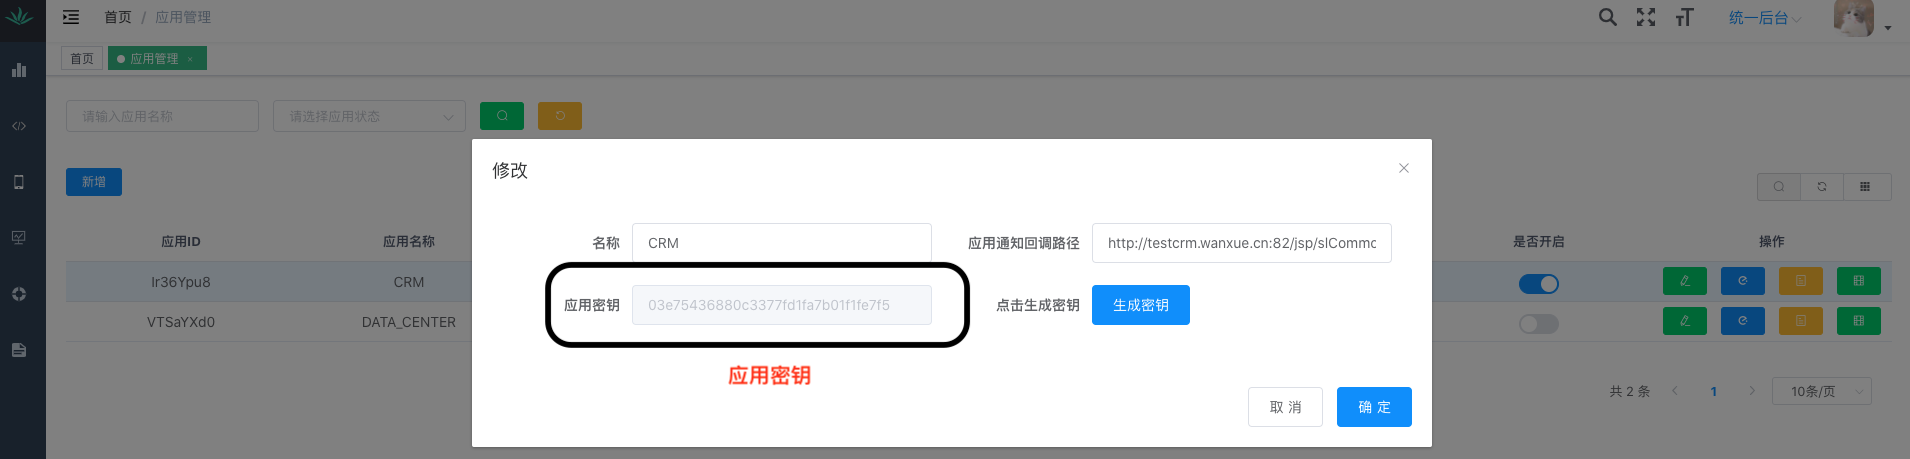 首页 / 应用管理
统一后台
首页
应用管理 ×
请输入应用名称
请选择应用状态
修改
新增
名称
CRM
应用通知回调路径
http://testcrm.wanxue.cn:82/jsp/slCommc
应用ID
应用名称
是否开启
操作
Ir36Ypu8
CRM
应用密钥
03e75436880c3377fd1fa7b01f1fe7f5
点击生成密钥
生成密钥
VTSaYXd0
DATA_CENTER
应用密钥
共 2 条
1
10条/页
取 消
确 定